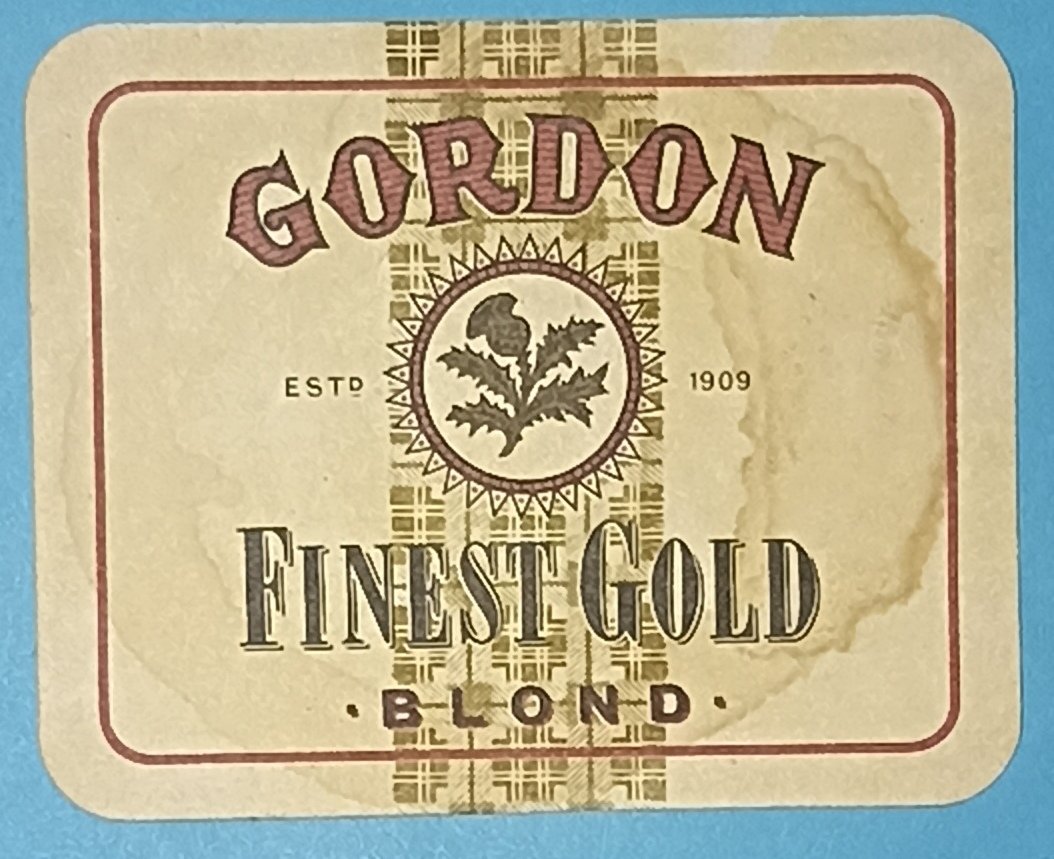 GORDON
ESTD 1909
FINEST GOLD
·BLOND·